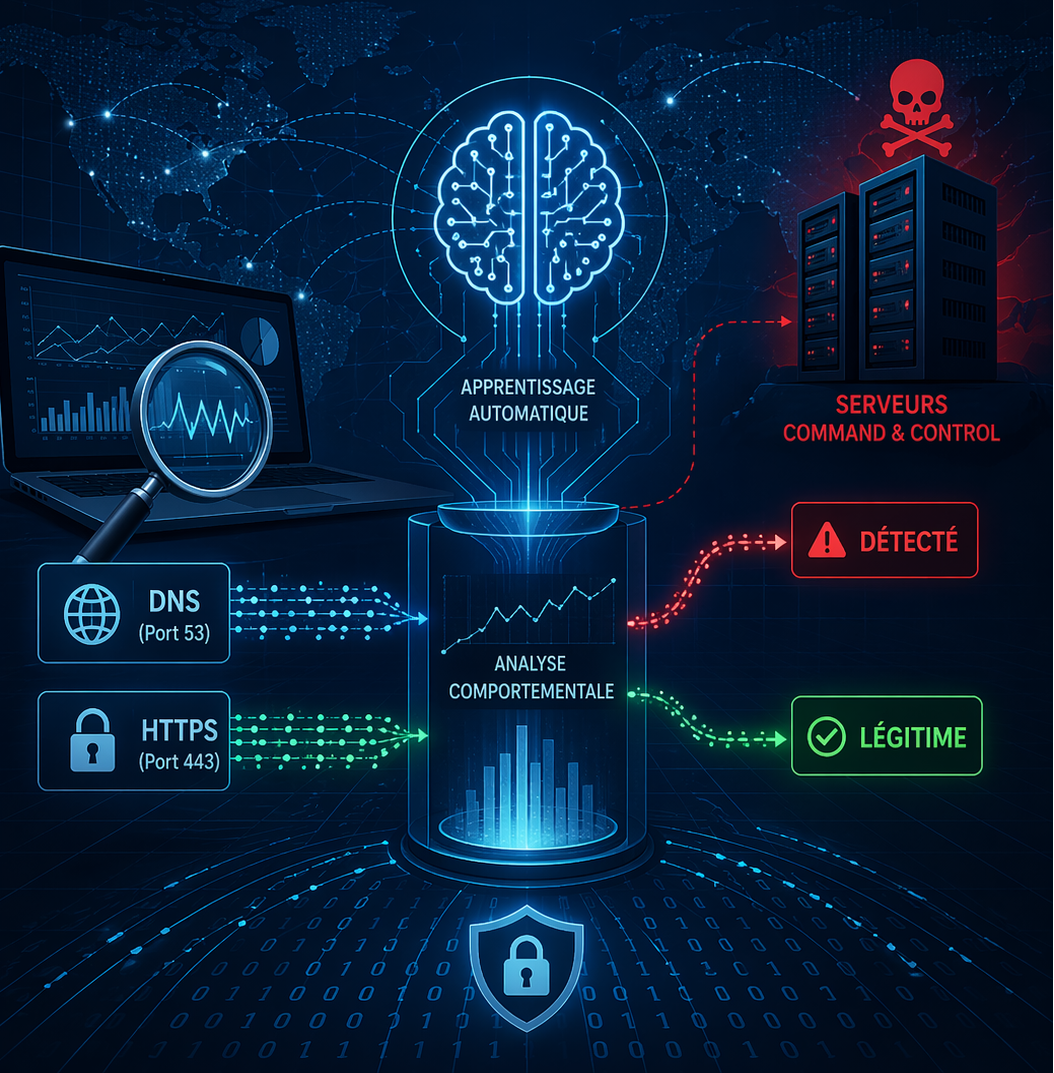 APPRENTISSAGE
AUTOMATIQUE
SERVEURS
COMMAND & CONTROL
DÉTECTÉ
DNS
(Port 53)
ANALYSE
COMPORTEMENTALE
HTTPS
(Port 443)
LÉGITIME